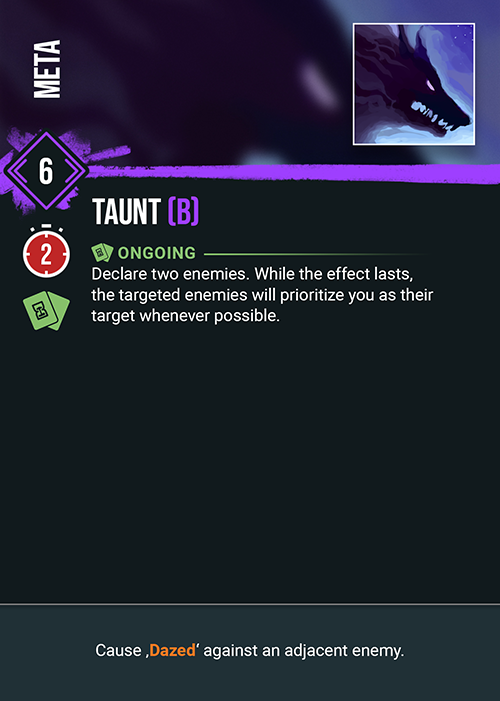 META
6
TAUNT (B)
2
ONGOING
Declare two enemies. While the effect lasts,
the targeted enemies will prioritize you as their
target whenever possible.
Cause ‚Dazed‘ against an adjacent enemy.